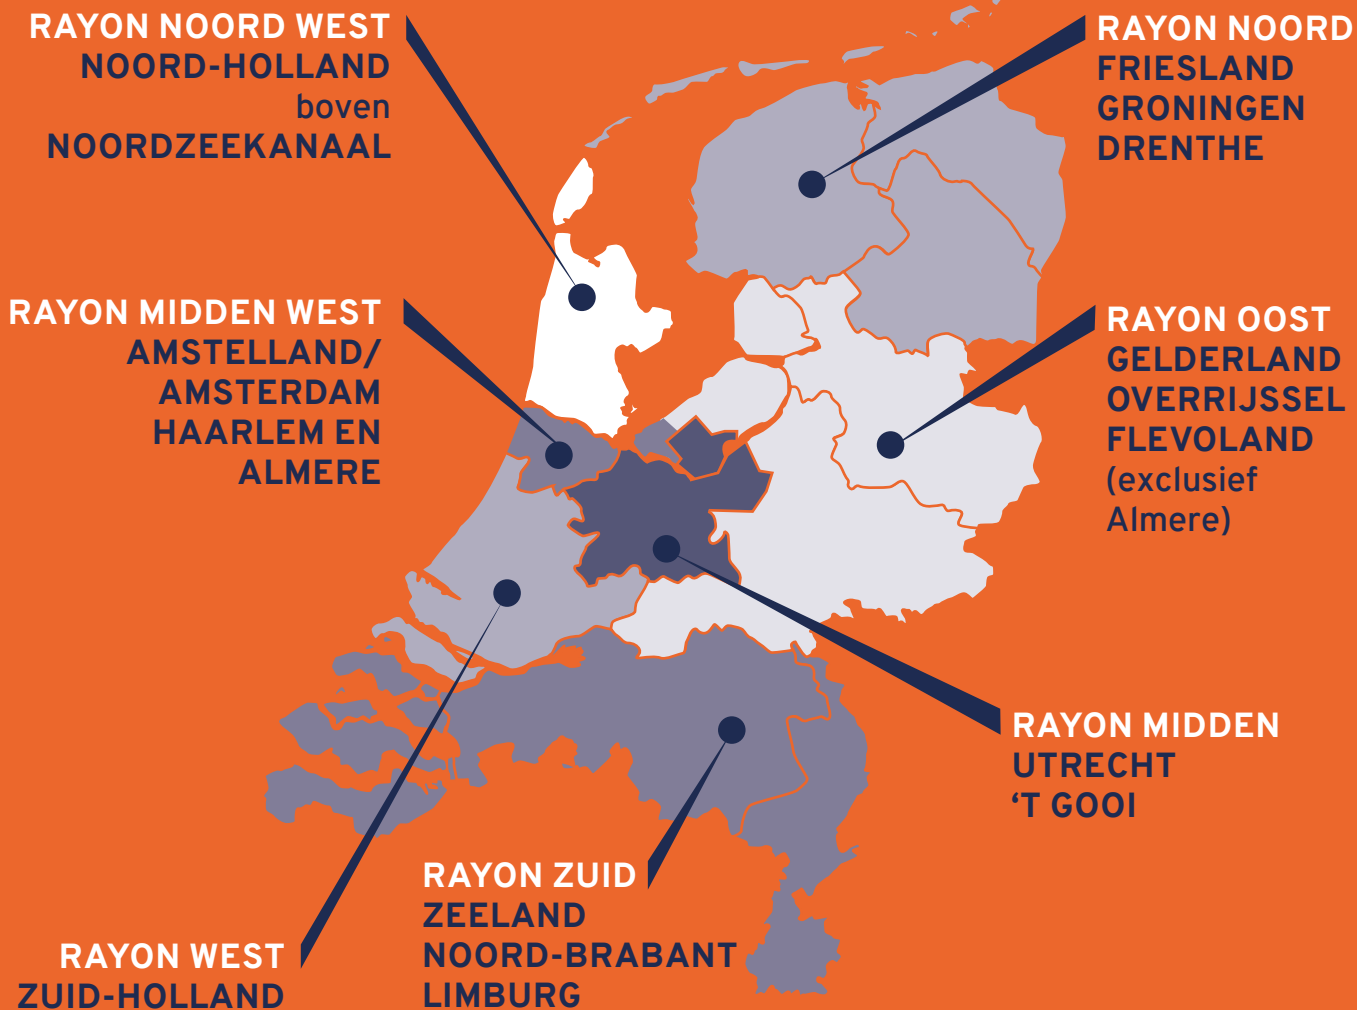 RAYON NOORD WEST
NOORD-HOLLAND
boven
NOORDZEEKANAAL
RAYON NOORD
FRIESLAND
GRONINGEN
DRENTHE
RAYON MIDDEN WEST
AMSTELLAND/
AMSTERDAM
HAARLEM EN
ALMERE
RAYON OOST
GELDERLAND
OVERRIJSSEL
FLEVOLAND
(exclusief
Almere)
RAYON MIDDEN
UTRECHT
‘T GOOI
RAYON ZUID
ZEELAND
NOORD-BRABANT
LIMBURG
RAYON WEST
ZUID-HOLLAND